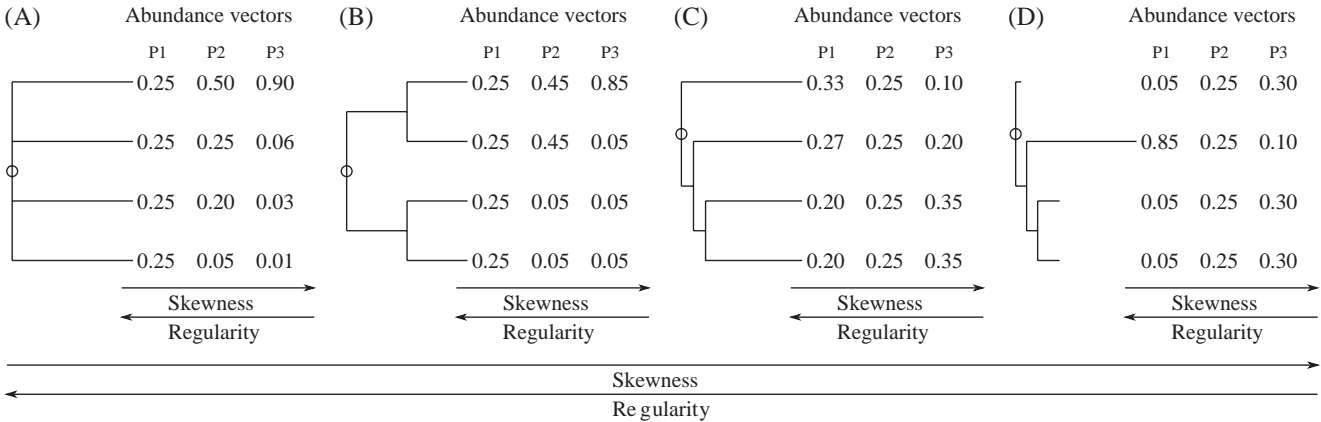 (A) Abundance vectors (B) Abundance vectors (C) Abundance vectors (D) Abundance vectors
P1 P2 P3 P1 P2 P3 P1 P2 P3 P1 P2 P3
0.25 0.50 0.90 0.25 0.45 0.85 0.33 0.25 0.10 0.05 0.25 0.30
0.25 0.25 0.06 0.25 0.45 0.05 0.27 0.25 0.20 0.85 0.25 0.10
0.25 0.20 0.03 0.25 0.05 0.05 0.20 0.25 0.35 0.05 0.25 0.30
0.25 0.05 0.01 0.25 0.05 0.05 0.20 0.25 0.35 0.05 0.25 0.30
Skewness Skewness Skewness Skewness
Regularity Regularity Regularity Regularity
Skewness
Re gularity